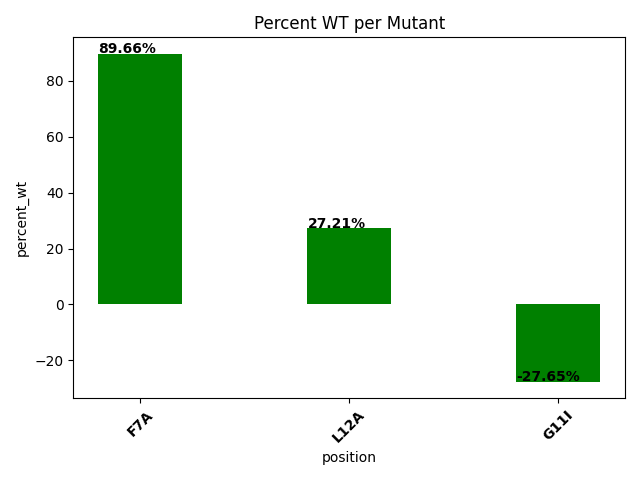 Percent WT per Mutant
89.66%
27.21%
-27.65%
percent_wt
80
60
40
20
0
−20
F7A
L12A
G11I
position